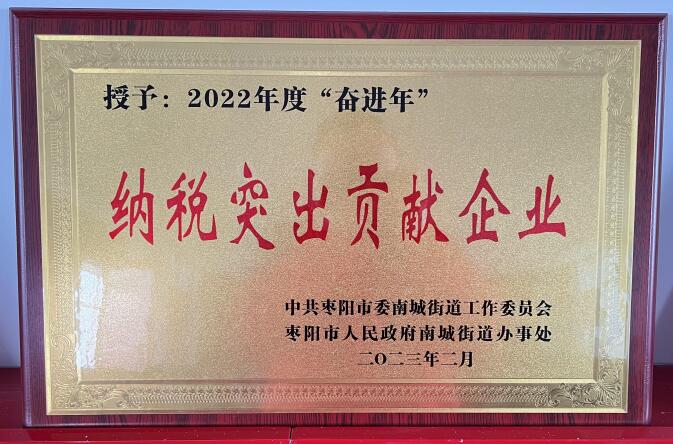 授予：2022年度“奋进年”
纳税突出贡献企业
中共枣阳市委南城街道工作委员会
枣阳市人民政府南城街道办事处
二〇二三年二月